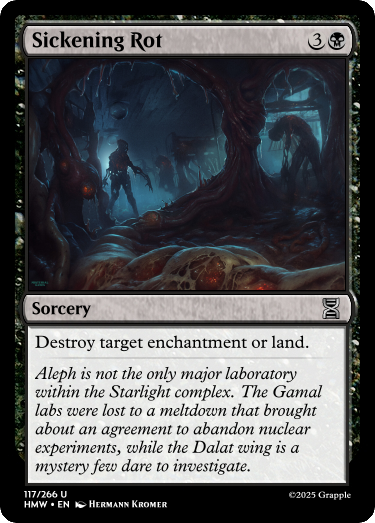 Sickening Rot 3
Sorcery
Destroy target enchantment or land.
Aleph is not the only major laboratory
within the Starlight complex. The Gamal
labs were lost to a meltdown that brought
about an agreement to abandon nuclear
experiments, while the Dalat wing is a
mystery few dare to investigate.
117/266 U
HMW • EN Hermann Kromer
©2025 Grapple